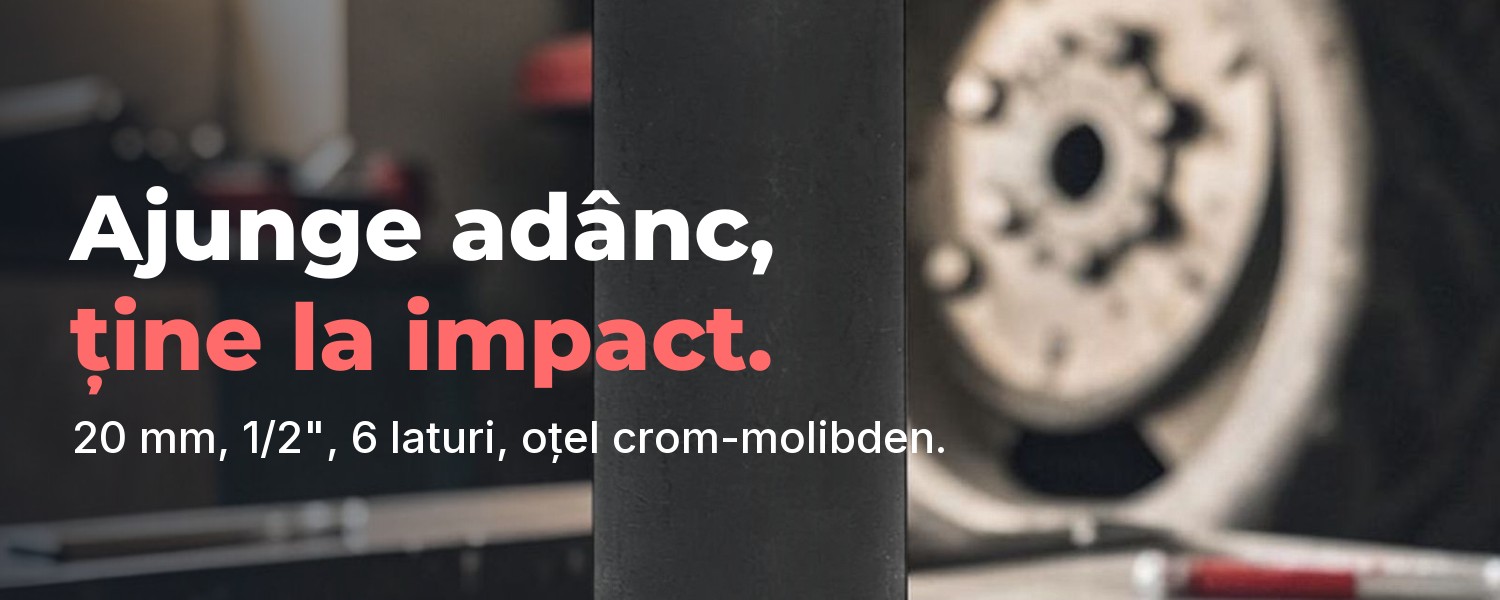 Ajunge adânc,
ține la impact.
20 mm, 1/2", 6 laturi, oțel crom-molibden.